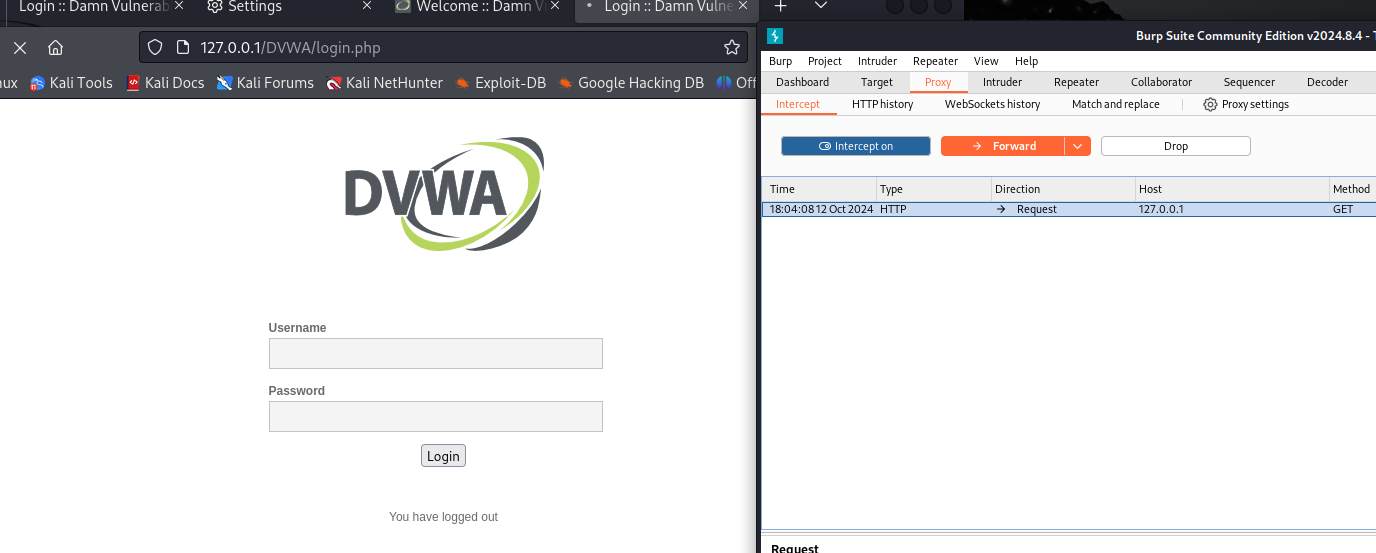 Login :: Damn Vulnerab
Settings
Welcome :: Damn V
Login :: Damn Vulne
127.0.0.1/DVWA/login.php
nux Kali Tools Kali Docs Kali Forums Kali NetHunter Exploit-DB Google Hacking DB Off
DVWA
Username
Password
Login
You have logged out
Burp Suite Community Edition v2024.8.4 - T
Burp Project Intruder Repeater View Help
Dashboard Target Proxy Intruder Repeater Collaborator Sequencer Decoder
Intercept HTTP history WebSockets history Match and replace Proxy settings
Intercept on Forward Drop
Time Type Direction Host Method
18:04:08 12 Oct 2024 HTTP → Request 127.0.0.1 GET
Request